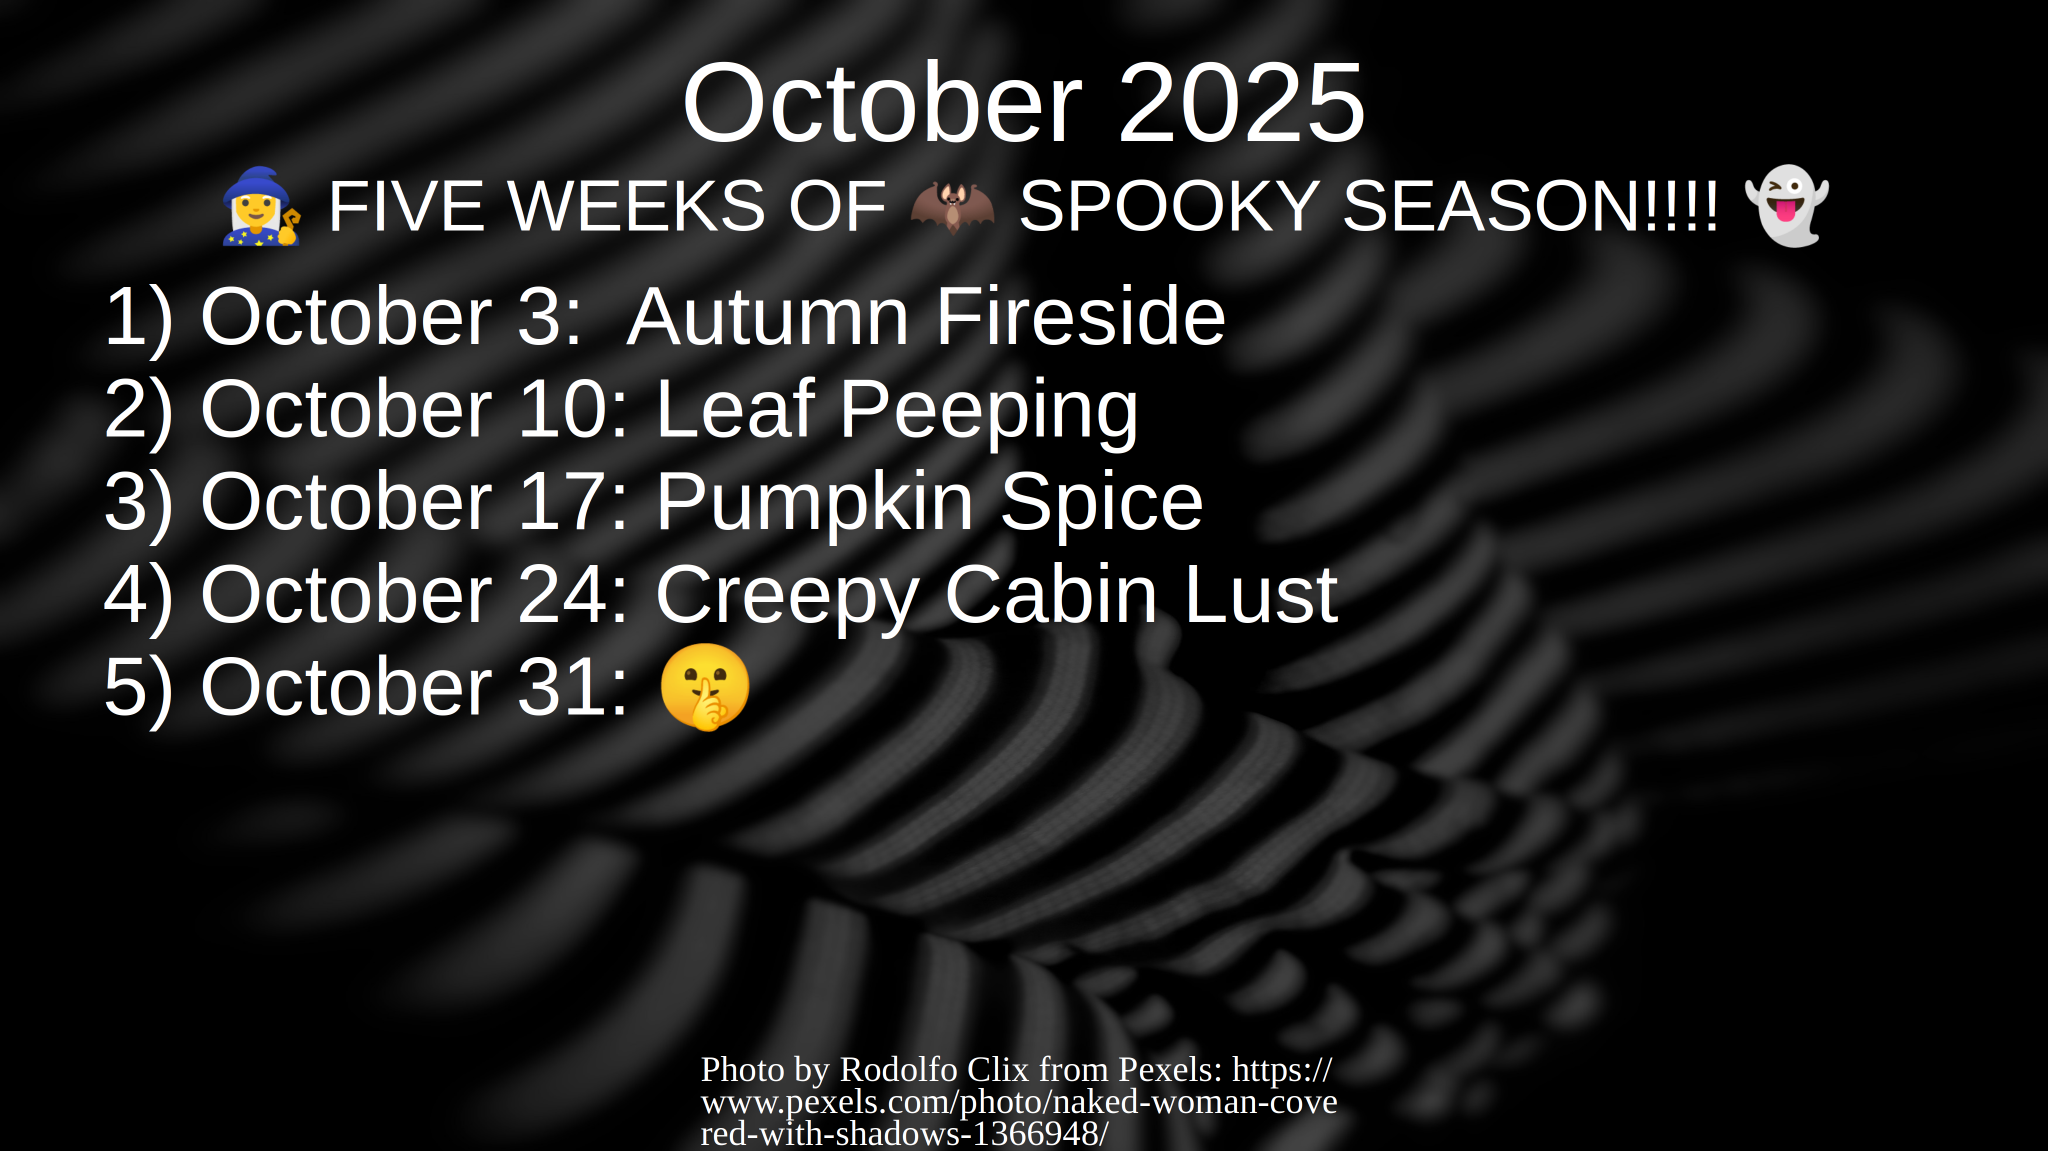 October 2025
🧙‍♀️ FIVE WEEKS OF 🦇 SPOOKY SEASON!!!! 👻
1) October 3:  Autumn Fireside
2) October 10: Leaf Peeping
3) October 17: Pumpkin Spice
4) October 24: Creepy Cabin Lust
5) October 31: 🤫
Photo by Rodolfo Clix from Pexels: https://
www.pexels.com/photo/naked-woman-cove
red-with-shadows-1366948/